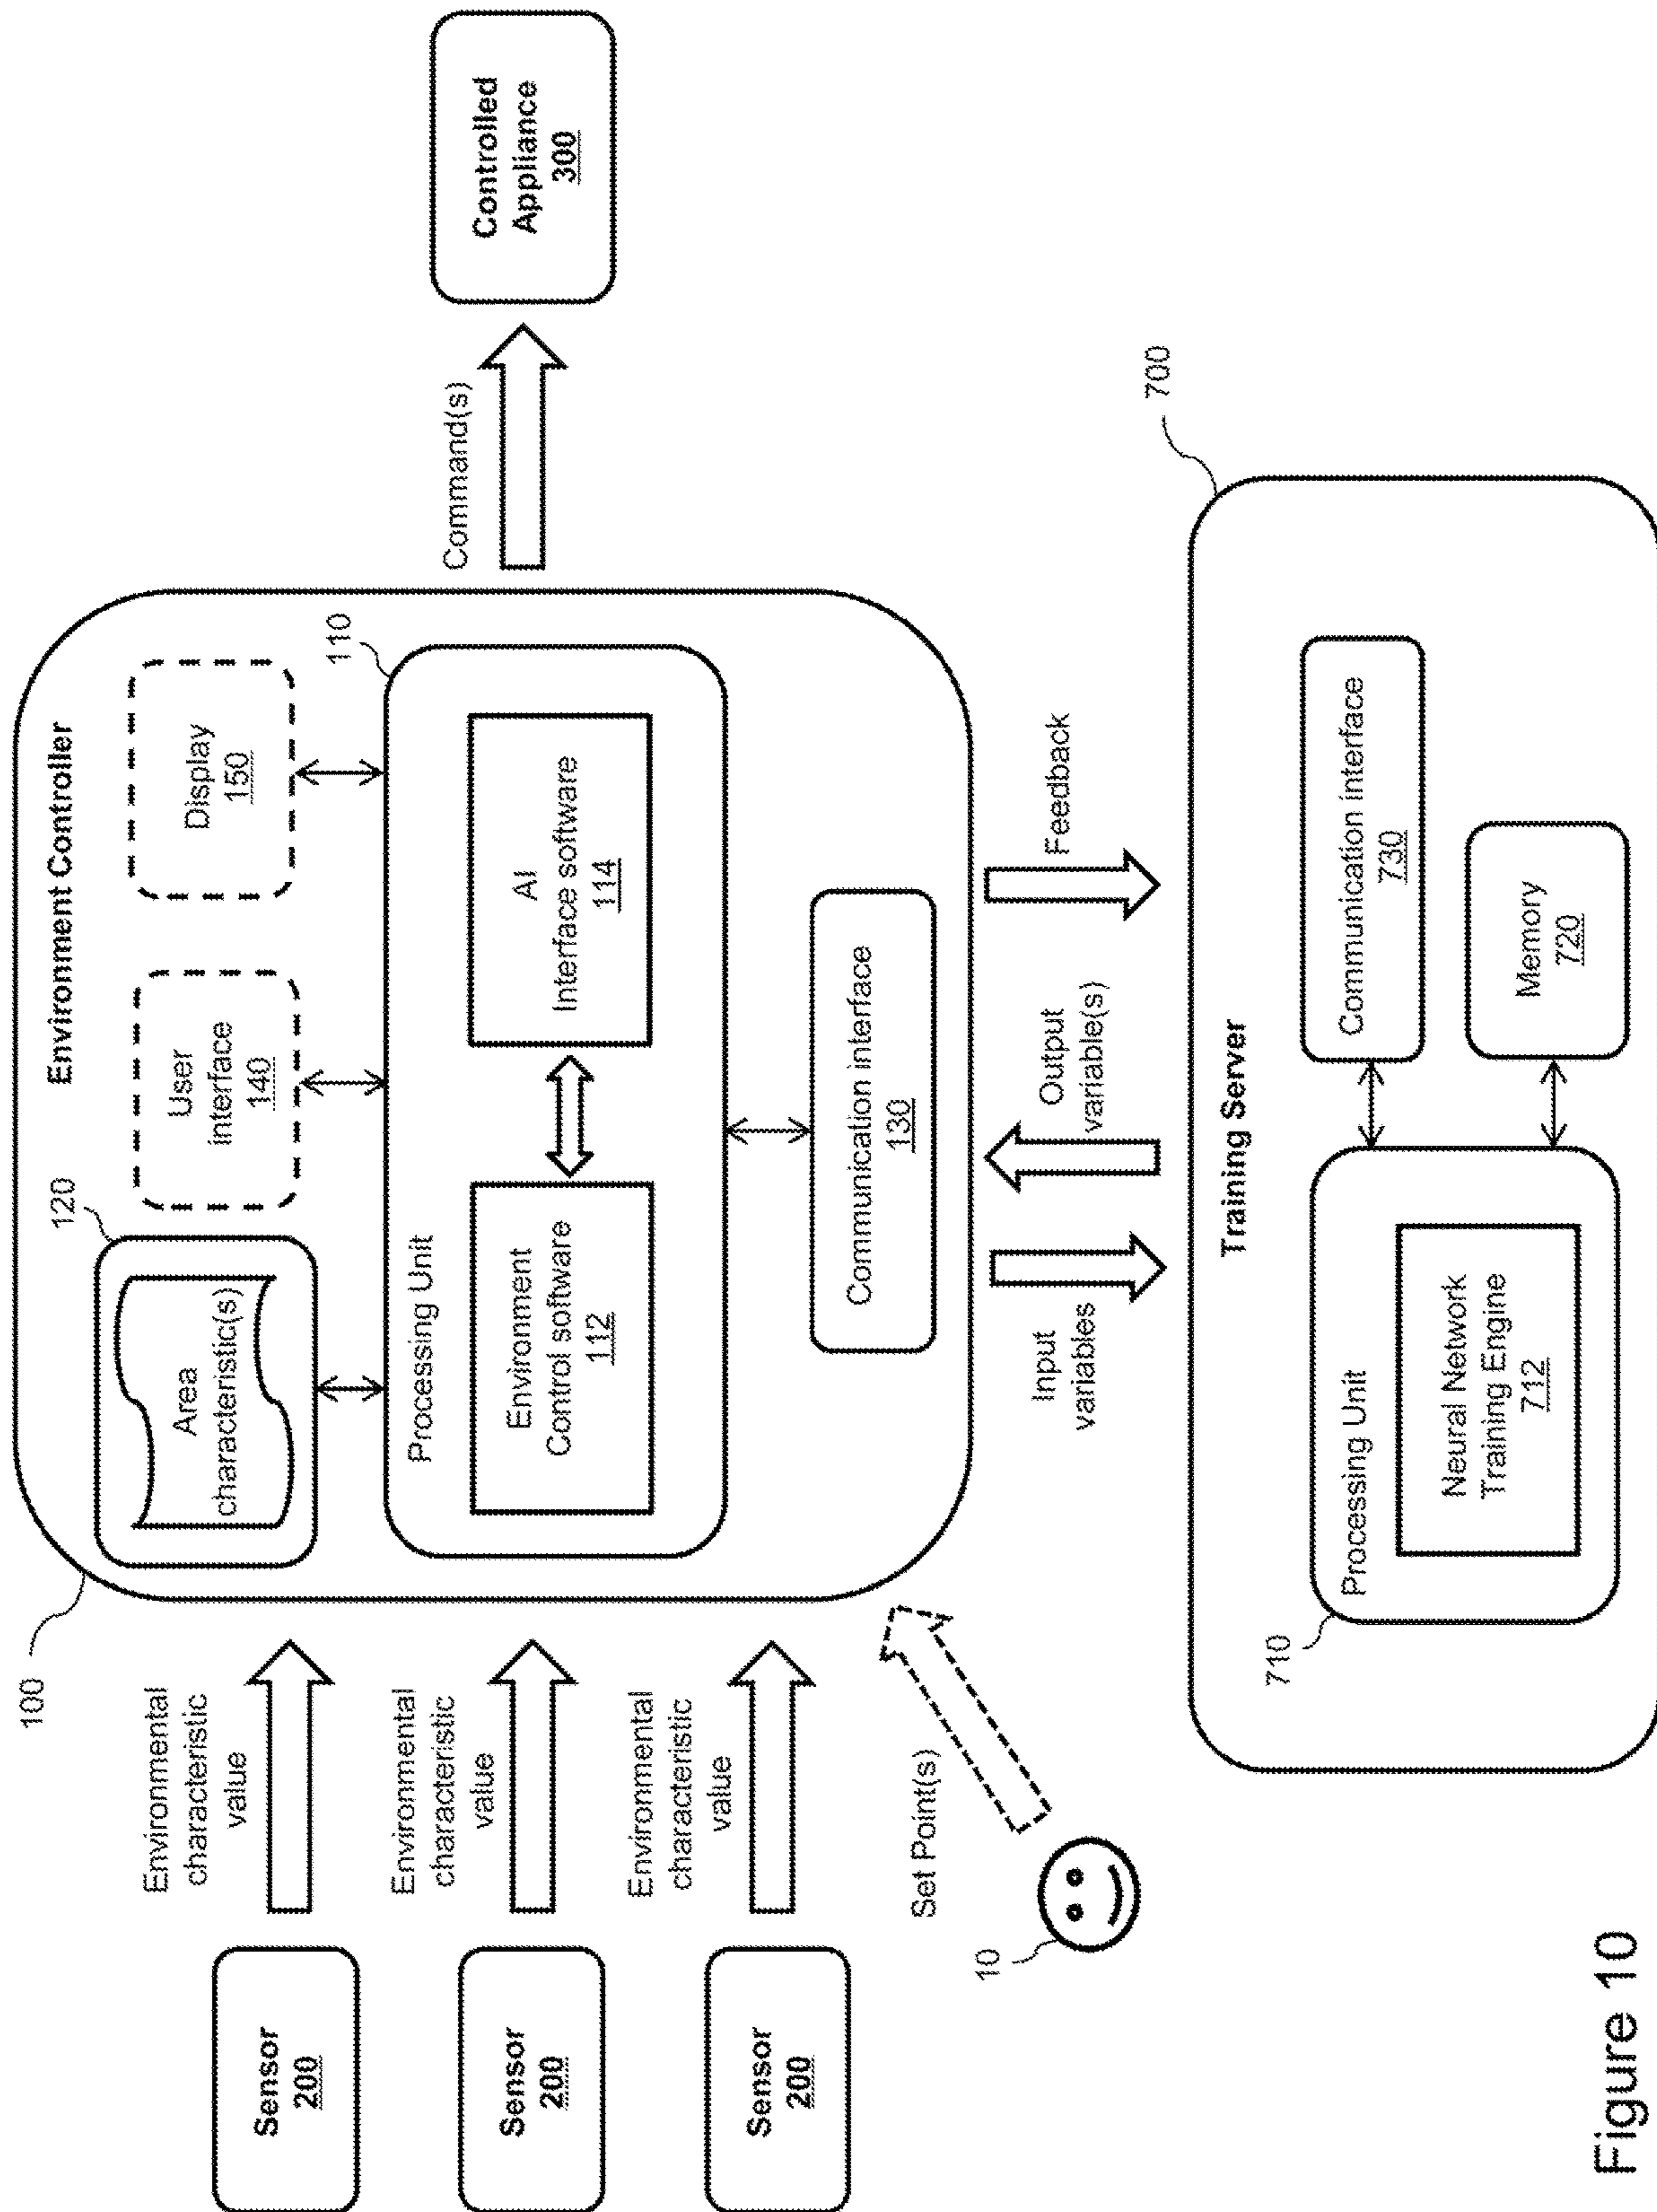 Sensor
200
Sensor
200
Sensor
200
Environmental
characteristic
value
Environmental
characteristic
value
Environmental
characteristic
value
10
Set Point(s)
100
Environment Controller
120
Area
characteristic(s)
User
interface
140
Display
150
110
Processing Unit
Environment
Control software
112
AI
Interface software
114
Communication interface
130
Command(s)
Controlled
Appliance
300
Input
variables
Output
variable(s)
Feedback
700
Training Server
710
Processing Unit
Neural Network
Training Engine
712
Communication interface
730
Memory
720
Figure 10